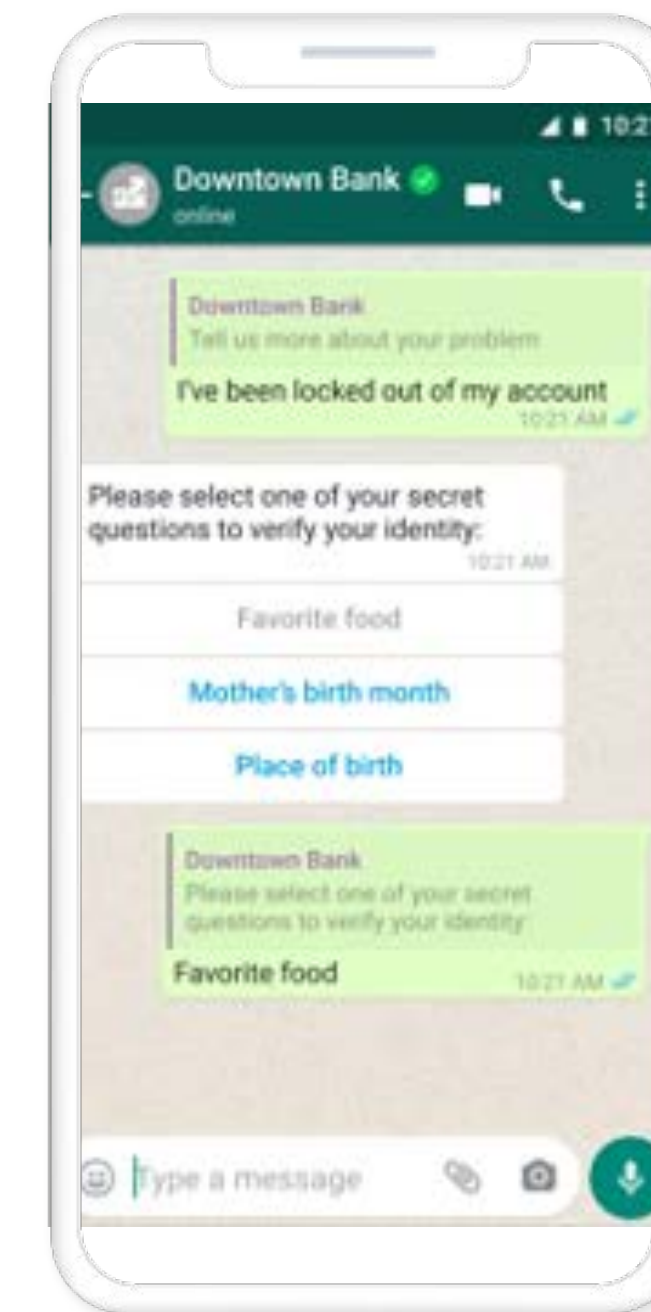 10:2
Downtown Bank
online
Downtown Bank
Tell us more about your problem
I've been locked out of my account
10:21 AM
Please select one of your secret
questions to verify your identity:
10:21 AM
Favorite food
Mother's birth month
Place of birth
Downtown Bank
Please select one of your secret
questions to verify your identity:
Favorite food
10:21 AM
Type a message